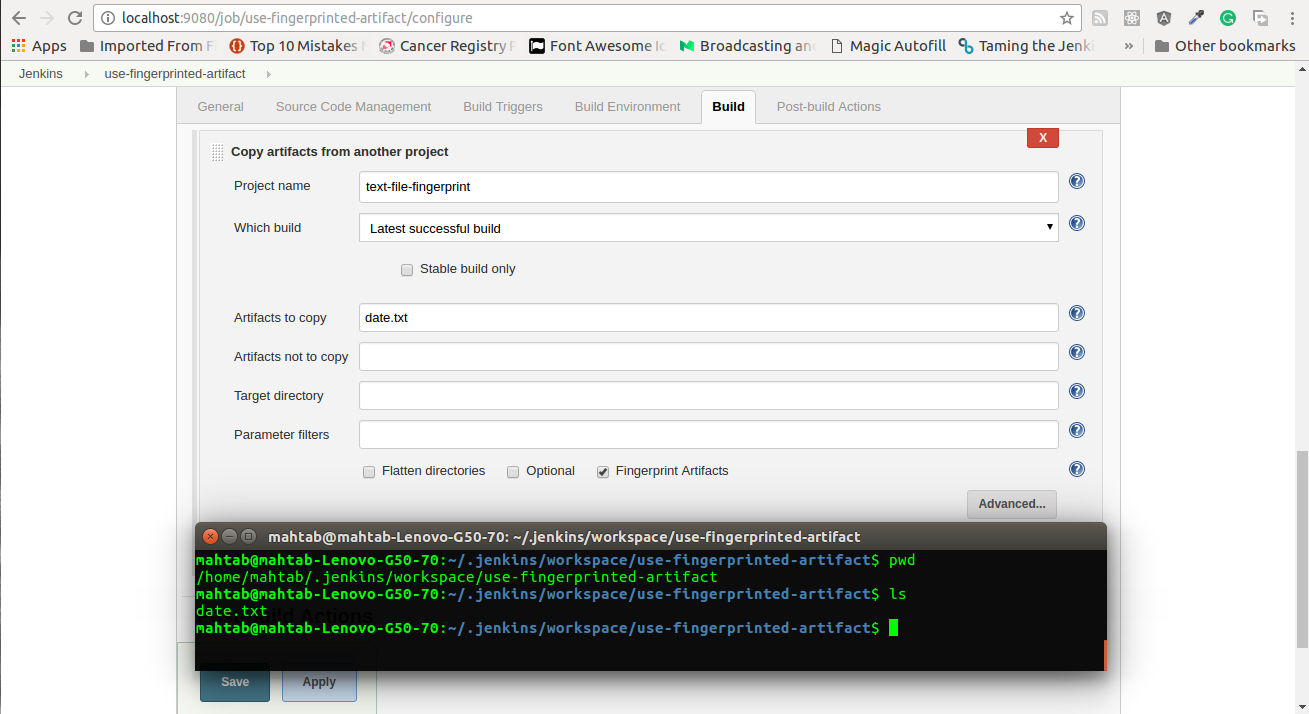 localhost:9080/job/use-fingerprinted-artifact/configure
Apps Imported From F Top 10 Mistakes Cancer Registry Font Awesome Broadcasting and Magic Autofill Taming the Jenki » Other bookmarks
Jenkins use-fingerprinted-artifact
General Source Code Management Build Triggers Build Environment Build Post-build Actions
Copy artifacts from another project X
Project name text-file-fingerprint ?
Which build Latest successful build ?
Stable build only
Artifacts to copy date.txt ?
Artifacts not to copy ?
Target directory ?
Parameter filters ?
Flatten directories Optional Fingerprint Artifacts ?
Advanced...
mahtab@mahtab-Lenovo-G50-70: ~/.jenkins/workspace/use-fingerprinted-artifact
mahtab@mahtab-Lenovo-G50-70:~/.jenkins/workspace/use-fingerprinted-artifact$ pwd
/home/mahtab/.jenkins/workspace/use-fingerprinted-artifact
mahtab@mahtab-Lenovo-G50-70:~/.jenkins/workspace/use-fingerprinted-artifact$ ls
date.txt
mahtab@mahtab-Lenovo-G50-70:~/.jenkins/workspace/use-fingerprinted-artifact$
Save Apply